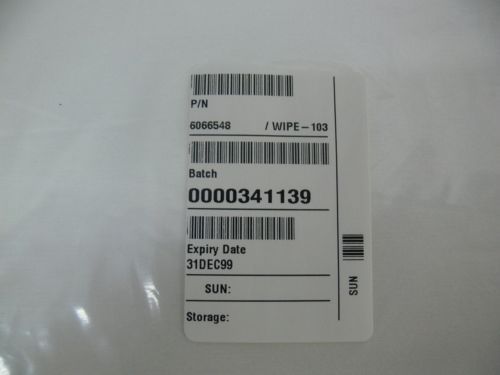 P/N
6066548 / WIPE-103
Batch
0000341139
Expiry Date
31DEC99
SUN:
Storage:
SUN